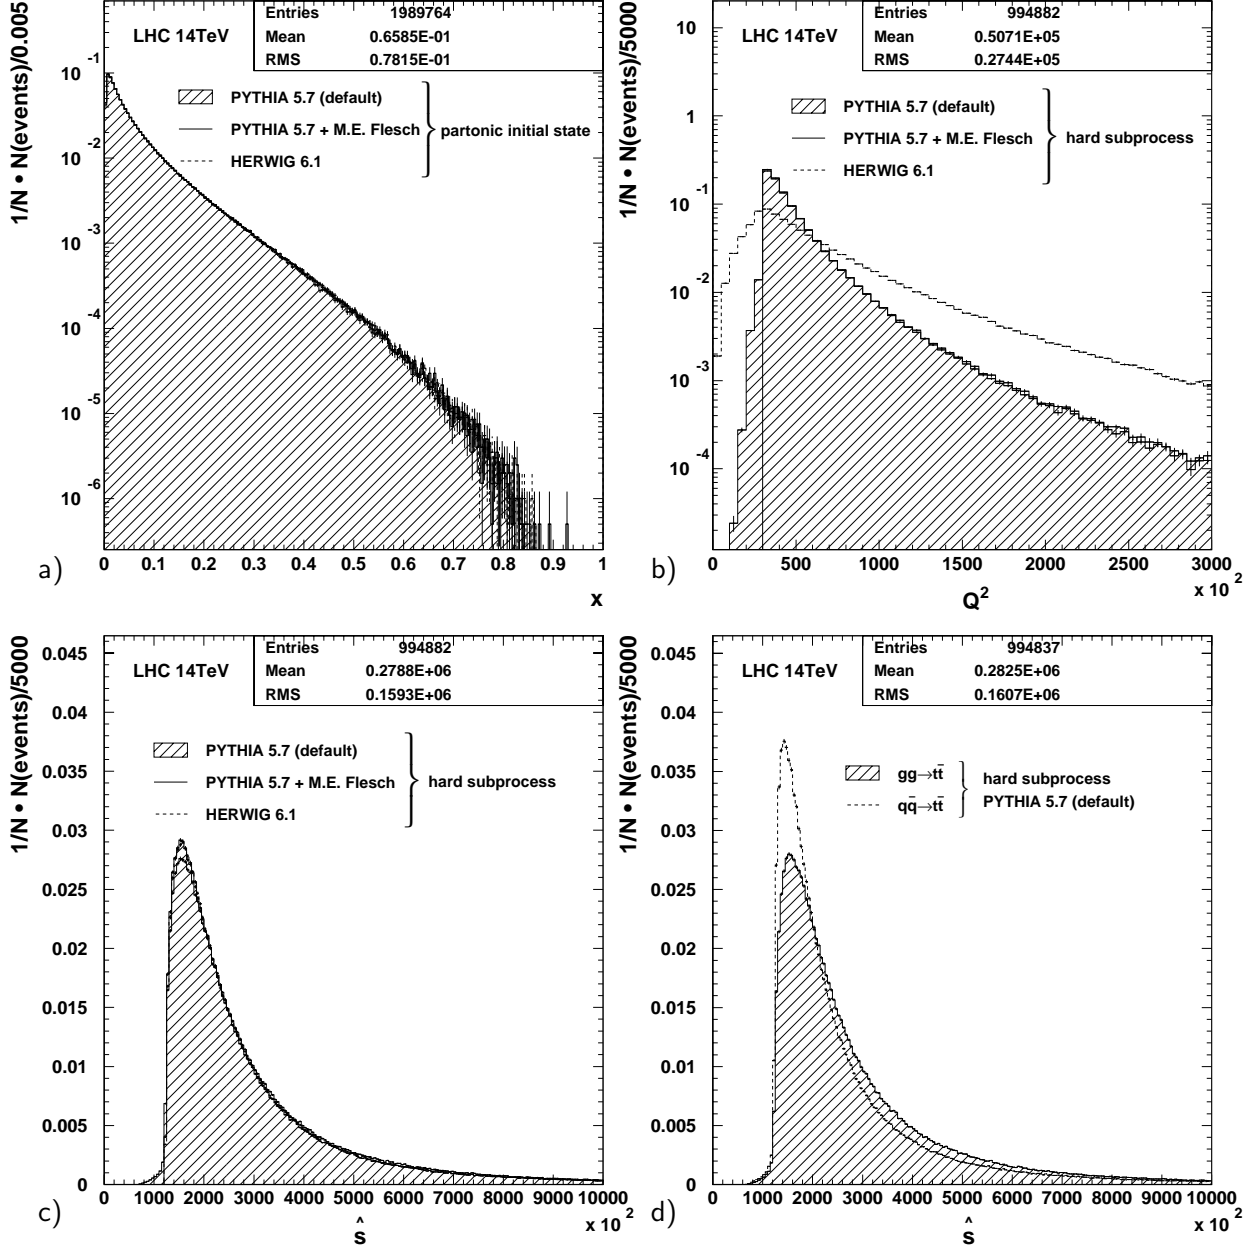 1/N • N(events)/0.005
LHC 14TeV
Entries 1989764
Mean 0.6585E-01
RMS 0.7815E-01
PYTHIA 5.7 (default)
PYTHIA 5.7 + M.E. Flesch
HERWIG 6.1
partonic initial state
10 -1
10 -2
10 -3
10 -4
10 -5
10 -6
0 0.1 0.2 0.3 0.4 0.5 0.6 0.7 0.8 0.9 1
x
a)
1/N • N(events)/5000
LHC 14TeV
Entries 994882
Mean 0.5071E+05
RMS 0.2744E+05
PYTHIA 5.7 (default)
PYTHIA 5.7 + M.E. Flesch
HERWIG 6.1
hard subprocess
10
1
10 -1
10 -2
10 -3
10 -4
0 500 1000 1500 2000 2500 3000
x 10 2
Q2
b)
1/N • N(events)/5000
LHC 14TeV
Entries 994882
Mean 0.2788E+06
RMS 0.1593E+06
PYTHIA 5.7 (default)
PYTHIA 5.7 + M.E. Flesch
HERWIG 6.1
hard subprocess
0.045
0.04
0.035
0.03
0.025
0.02
0.015
0.01
0.005
0
0 1000 2000 3000 4000 5000 6000 7000 8000 9000 10000
x 10 2
ŝ
c)
1/N • N(events)/5000
LHC 14TeV
Entries 994837
Mean 0.2825E+06
RMS 0.1607E+06
gg→tt̄
qq̄→tt̄
hard subprocess
PYTHIA 5.7 (default)
0.045
0.04
0.035
0.03
0.025
0.02
0.015
0.01
0.005
0
0 1000 2000 3000 4000 5000 6000 7000 8000 9000 10000
x 10 2
ŝ
d)